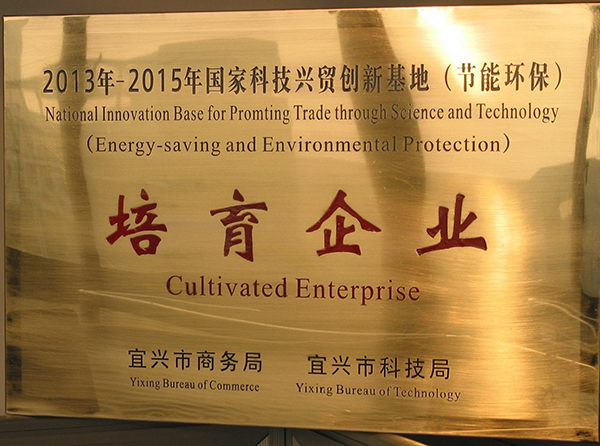 2013年-2015年国家科技兴贸创新基地（节能环保）
National Innovation Base for Promting Trade through Science and Technology
(Energy-saving and Environmental Protection)
培育企业
Cultivated Enterprise
宜兴市商务局 宜兴市科技局
Yixing Bureau of Commerce Yixing Bureau of Technology